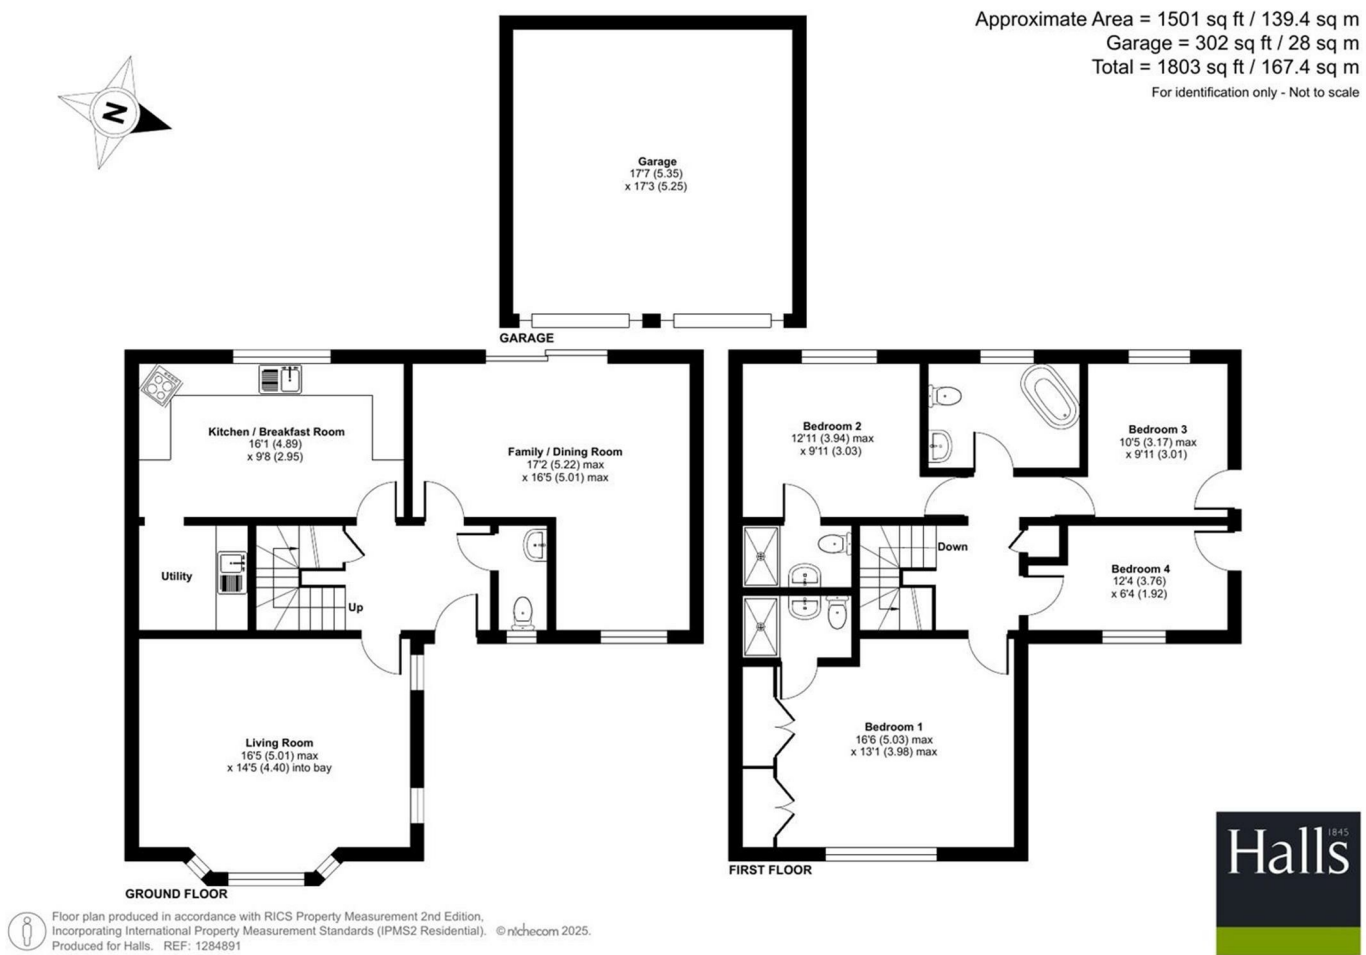 Approximate Area = 1501 sq ft / 139.4 sq m
Garage = 302 sq ft / 28 sq m
Total = 1803 sq ft / 167.4 sq m
For identification only - Not to scale
N
Garage
17'7 (5.35)
x 17'3 (5.25)
GARAGE
Kitchen / Breakfast Room
16'1 (4.89)
x 9'8 (2.95)
Family / Dining Room
17'2 (5.22) max
x 16'5 (5.01) max
Utility
Up
Living Room
16'5 (5.01) max
x 14'5 (4.40) into bay
GROUND FLOOR
Bedroom 2
12'11 (3.94) max
x 9'11 (3.03)
Bedroom 3
10'5 (3.17) max
x 9'11 (3.01)
Down
Bedroom 4
12'4 (3.76)
x 6'4 (1.92)
Bedroom 1
16'6 (5.03) max
x 13'1 (3.98) max
FIRST FLOOR
Halls 1845
Floor plan produced in accordance with RICS Property Measurement 2nd Edition,
Incorporating International Property Measurement Standards (IPMS2 Residential). © nichecom 2025.
Produced for Halls. REF: 1284891